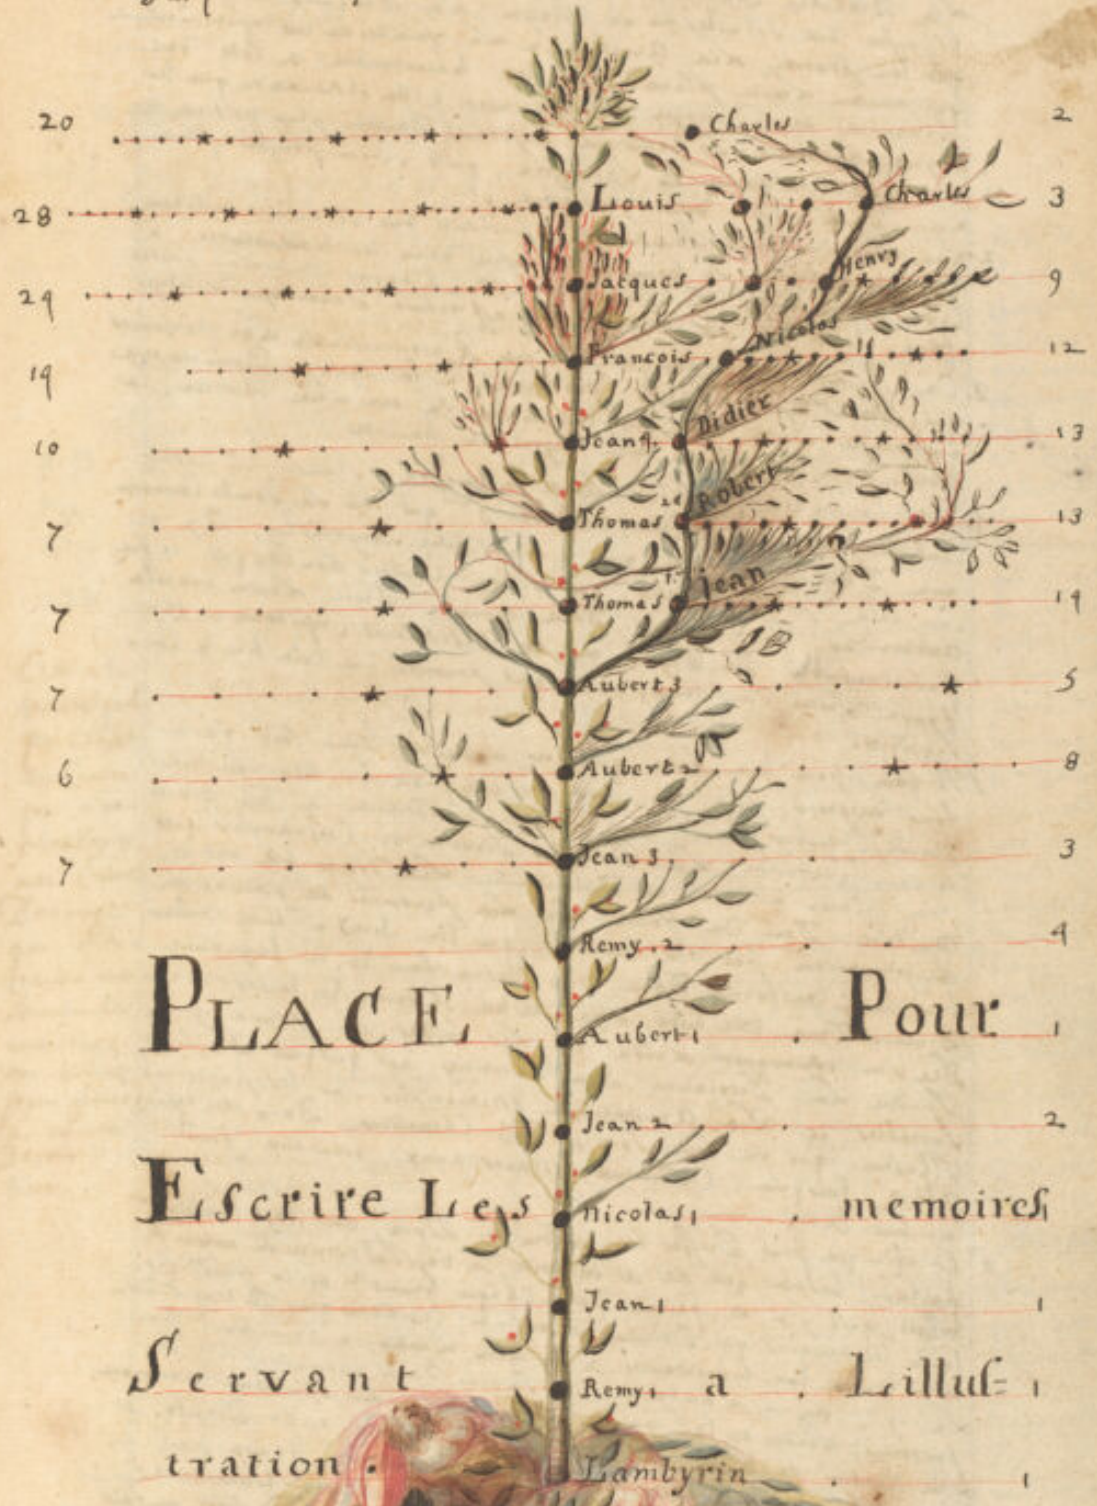 20 Charles 2
28 Louis Charles 3
29 Jacques Henry 9
19 Francois Nicolas 12
10 Jean 4 Didier 13
7 Thomas Robert 13
7 Thomas jean 19
7 Aubert 3 5
6 Aubert 2 8
7 Jean 3 3
Remy 2 4
PLACE Aubert 1 Pour 1
Jean 2 2
Escrire Les Nicolas 1 memoires 1
Jean 1 1
Servant Remy 1 a Lilluſ= 1
tration . Lambyrin 1